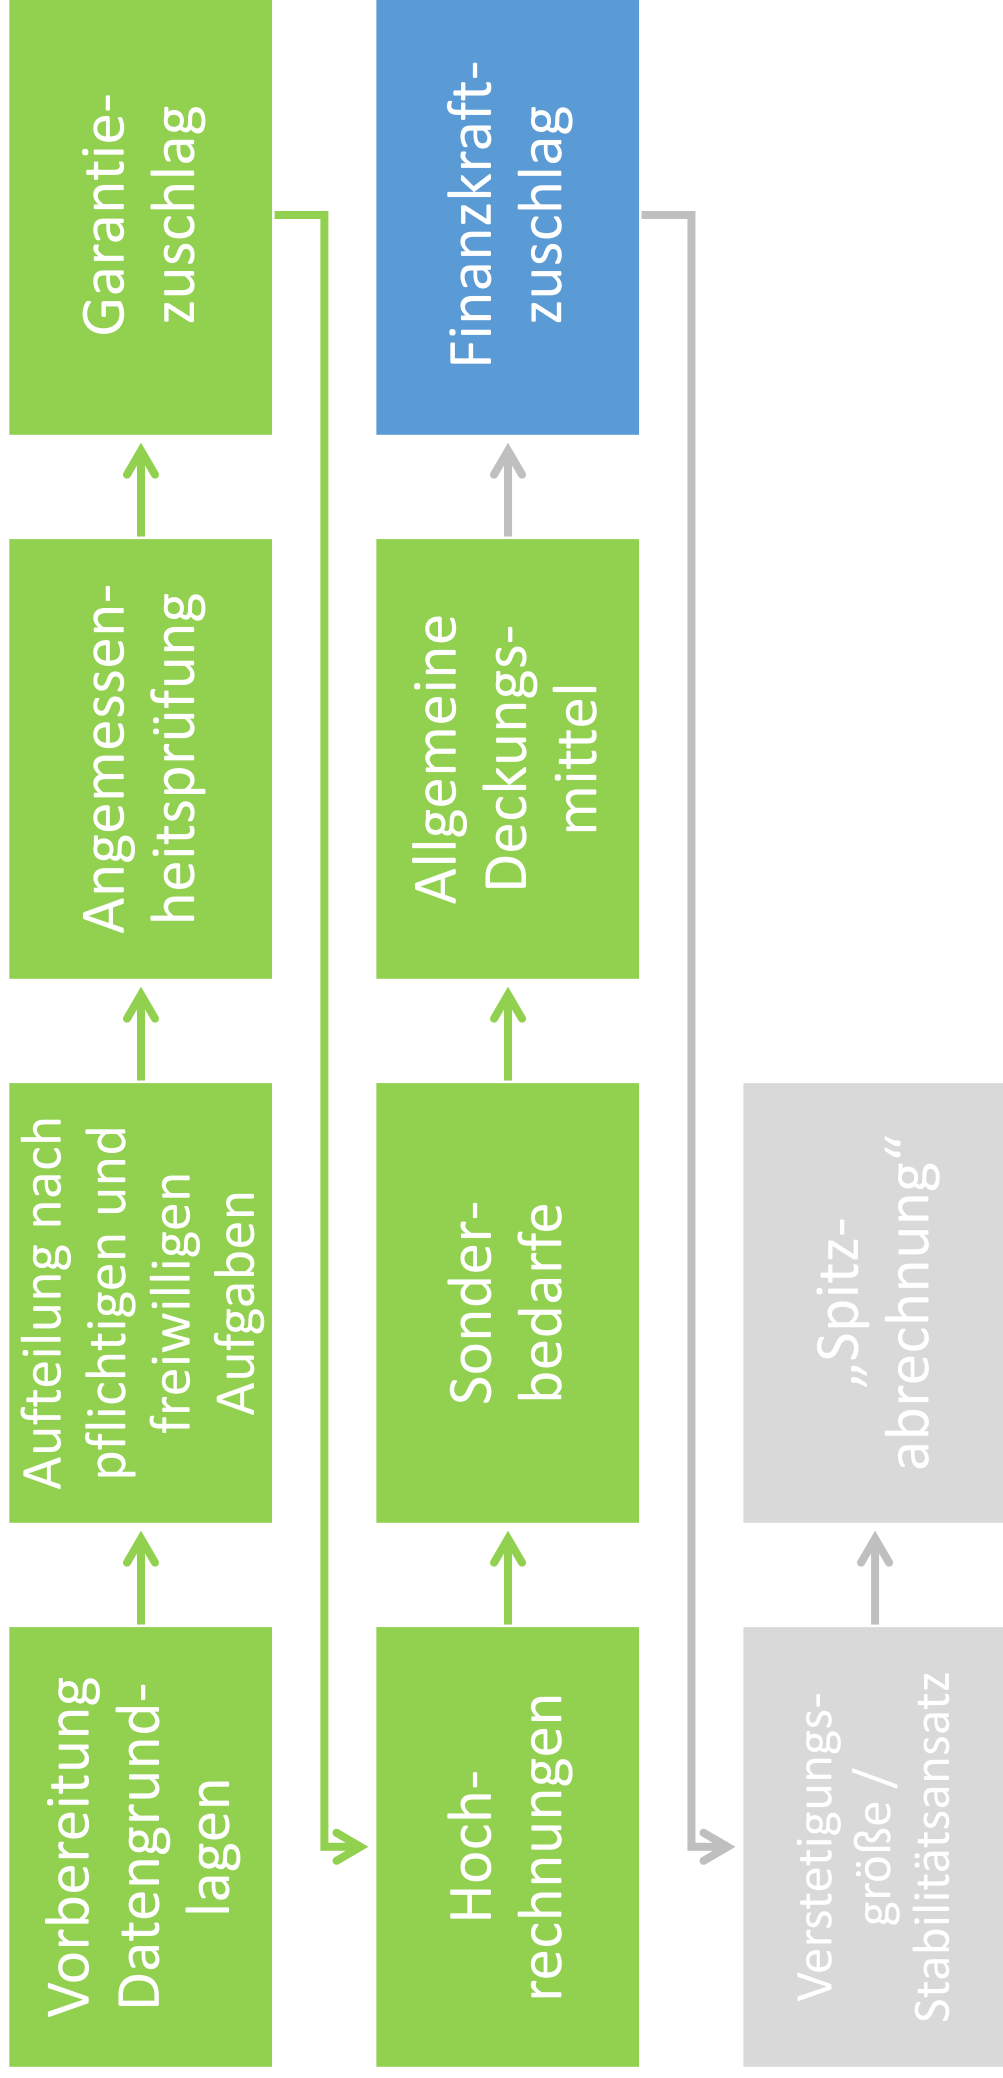 Vorbereitung
Datengrund-
lagen
Aufteilung nach
pflichtigen und
freiwilligen
Aufgaben
Angemessen-
heitsprüfung
Garantie-
zuschlag
Hoch-
rechnungen
Sonder-
bedarfe
Allgemeine
Deckungs-
mittel
Finanzkraft-
zuschlag
Verstetigungs-
größe /
Stabilitätsansatz
„Spitz-
abrechnung“